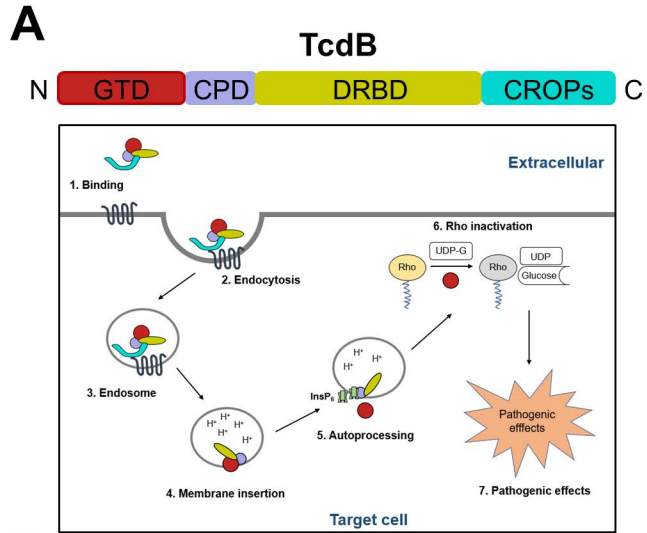 A
TcdB
N GTD CPD DRBD CROPs C
Extracellular
1. Binding
2. Endocytosis
3. Endosome
H⁺ H⁺ H⁺ H⁺ H⁺
4. Membrane insertion
H⁺ H⁺ H⁺
InsP₆
5. Autoprocessing
6. Rho inactivation
UDP-G
Rho
Rho
UDP
Glucose
Pathogenic
efffects
7. Pathogenic effects
Target cell